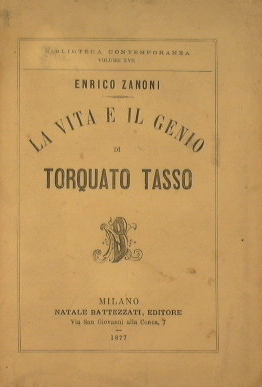 BIBLIOTECA CONTEMPORANEA
VOLUME XVII
ENRICO ZANONI
LA VITA E IL GENIO
DI
TORQUATO TASSO
MILANO
NATALE BATTEZZATI, EDITORE
Via San Giovanni alla Conca, 7
1877